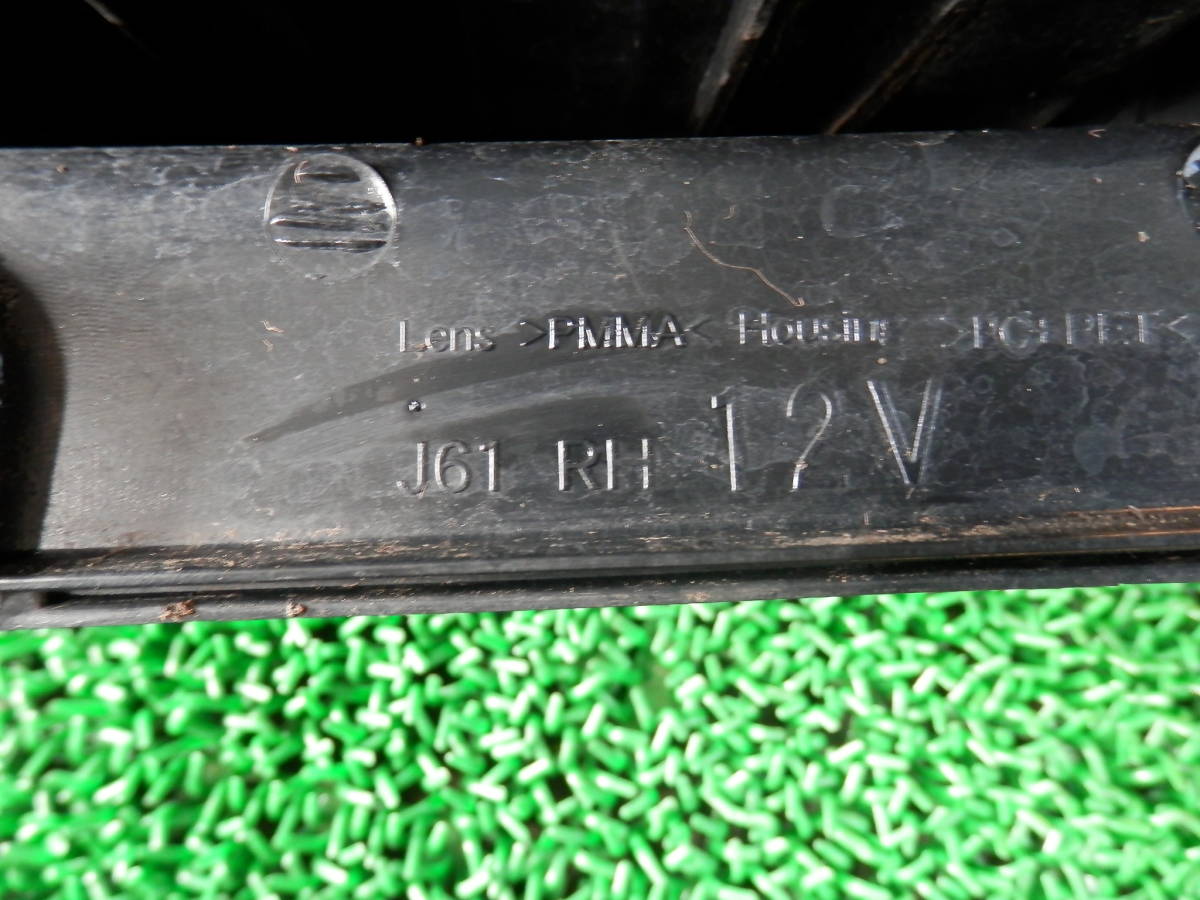 Lens >PMMA< Housing >PC+PET<
J61 RH 12V